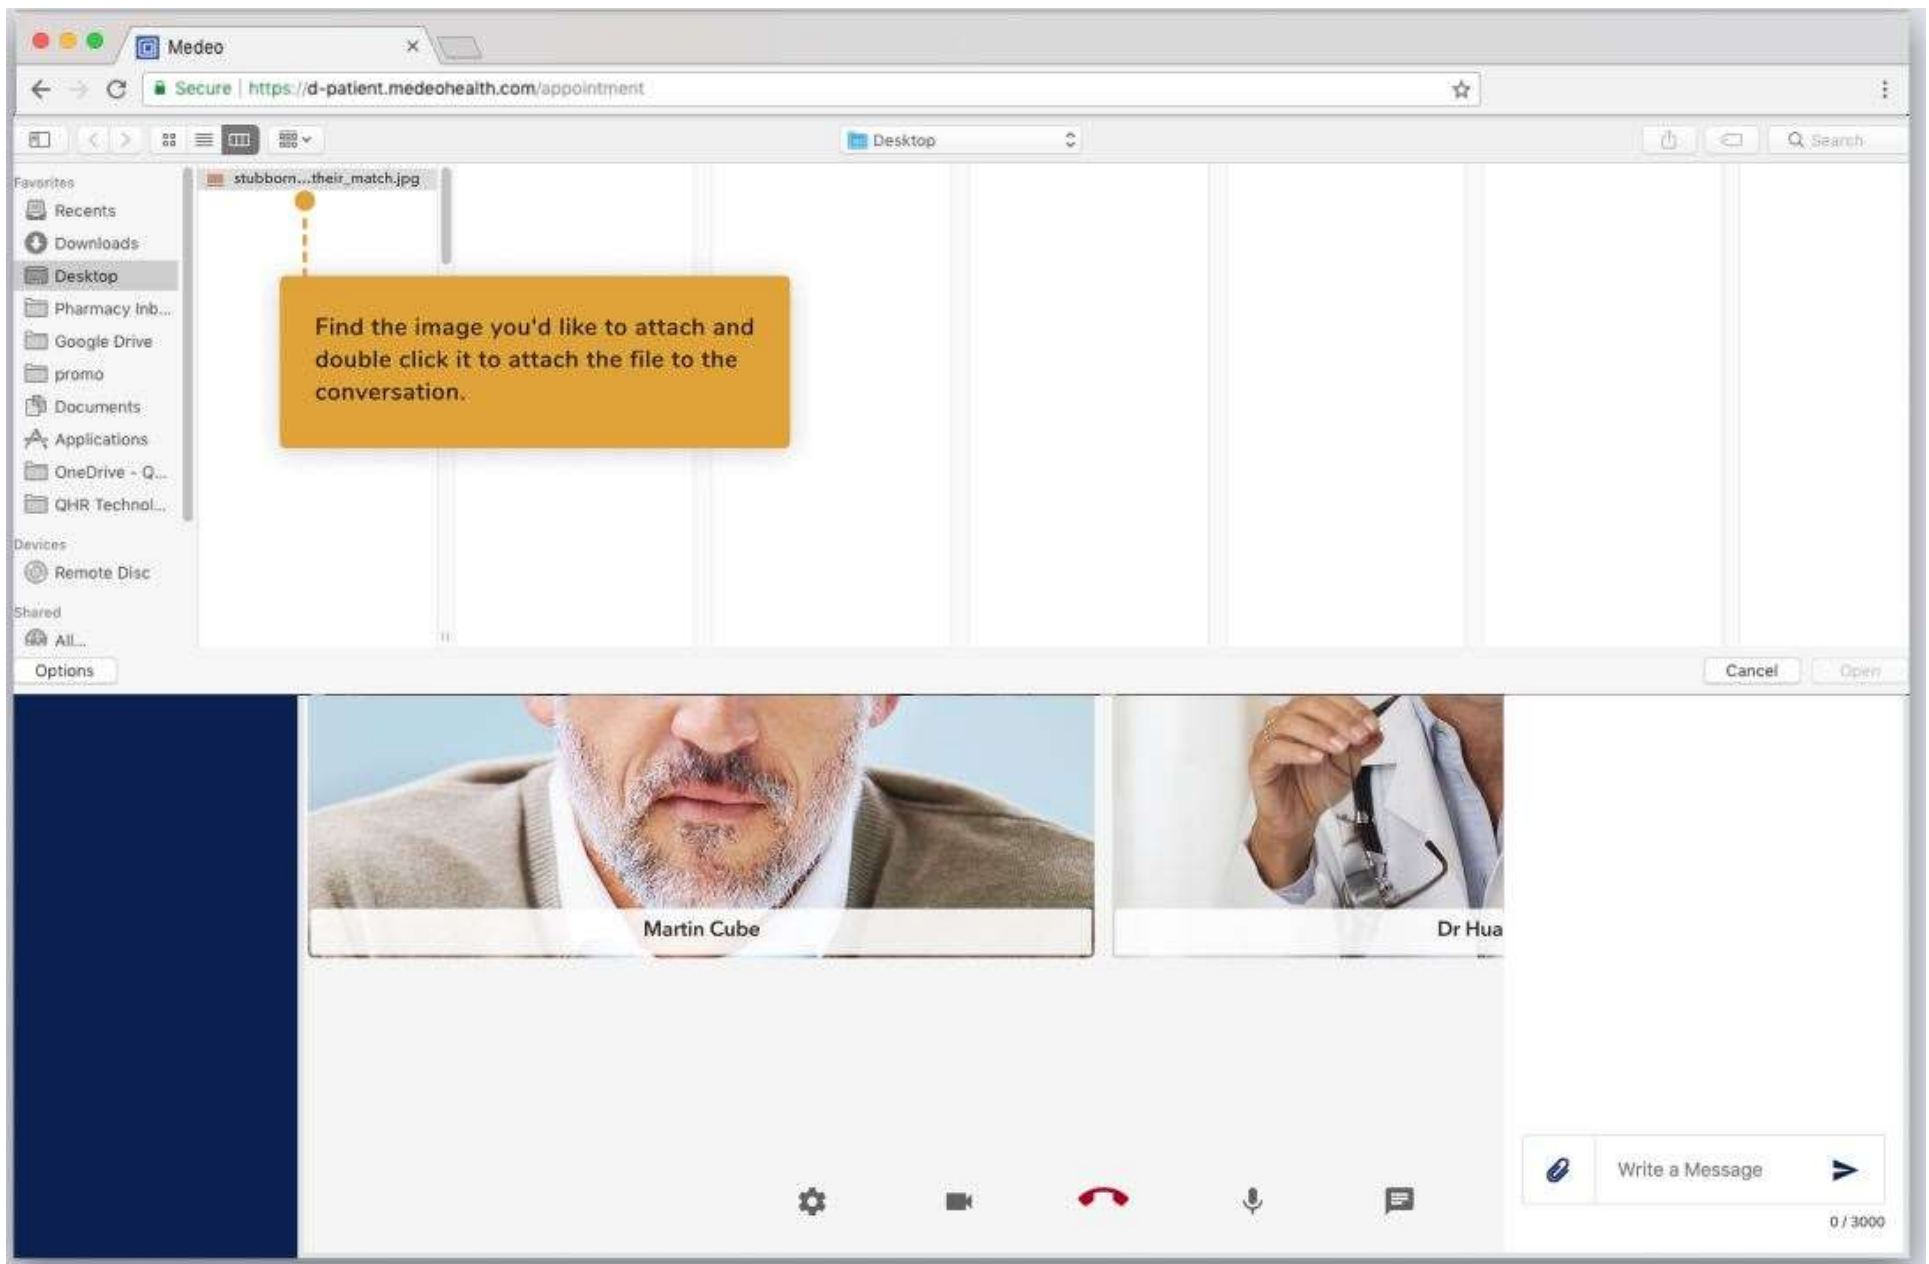 Medeo
Secure | https://d-patient.medeohealth.com/appointment
Desktop
Search
Favorites
stubborn...their_match.jpg
Recents
Downloads
Desktop
Pharmacy Inb...
Google Drive
promo
Documents
Applications
OneDrive - Q...
QHR Technol...
Find the image you'd like to attach and
double click it to attach the file to the
conversation.
Devices
Remote Disc
Shared
All...
Options
Cancel
Open
Martin Cube
Dr Hua
Write a Message
0 / 3000